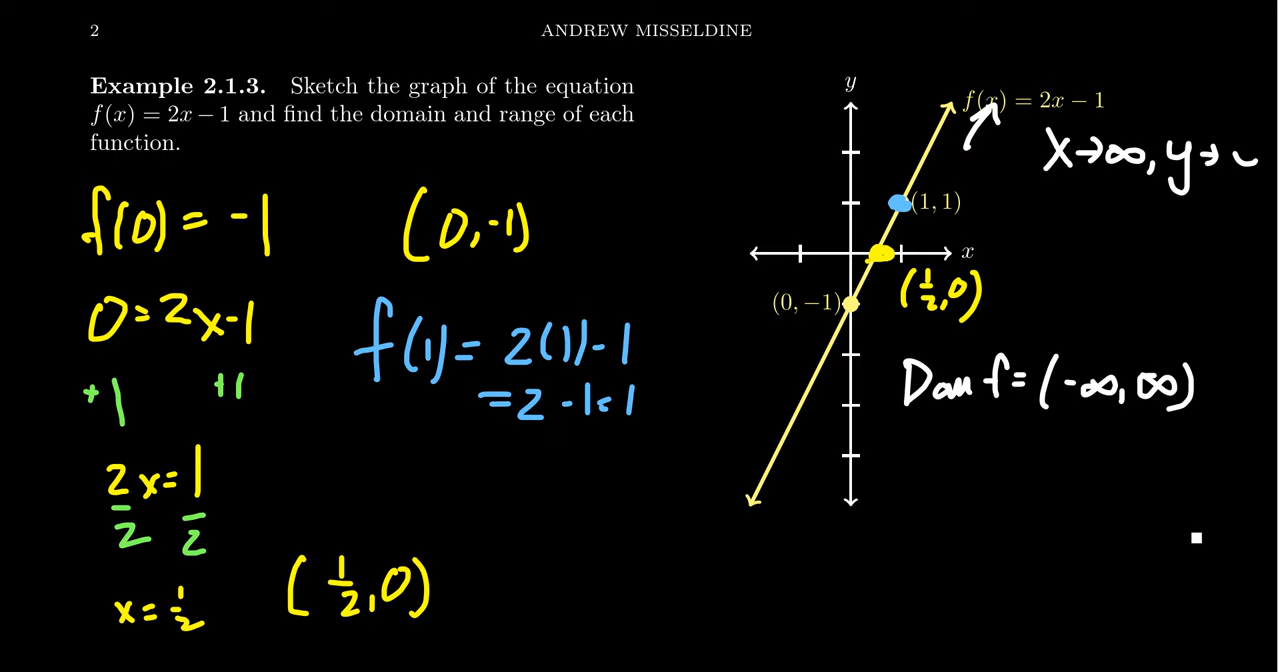 2 ANDREW MISSELDINE
Example 2.1.3. Sketch the graph of the equation
f(x) = 2x − 1 and find the domain and range of each
function.
f(0) = -1 (0,-1)
0=2x-1
+1 +1
2x=1
2 2
x=1/2 (1/2,0)
f(1)= 2(1)-1
=2-1=1
y
f(x) = 2x − 1
x→∞, y→
(1, 1)
x
(1/2,0)
(0, −1)
Dom f=(-∞,∞)